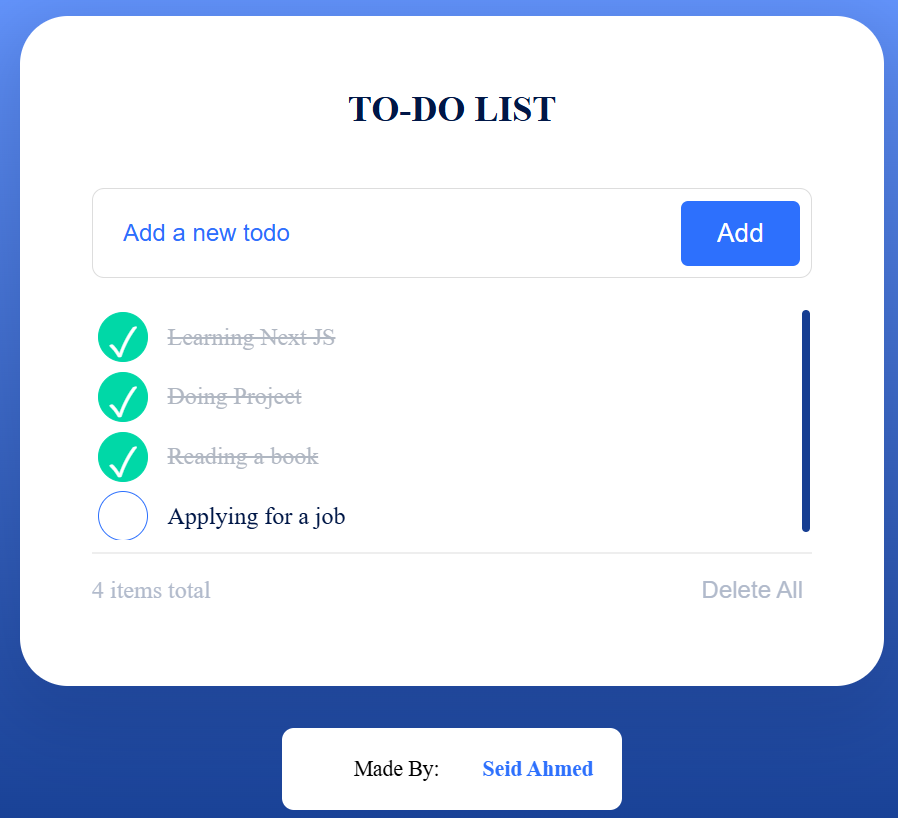 TO-DO LIST
Add a new todo
Add
Learning Next JS
Doing Project
Reading a book
Applying for a job
4 items total
Delete All
Made By: Seid Ahmed